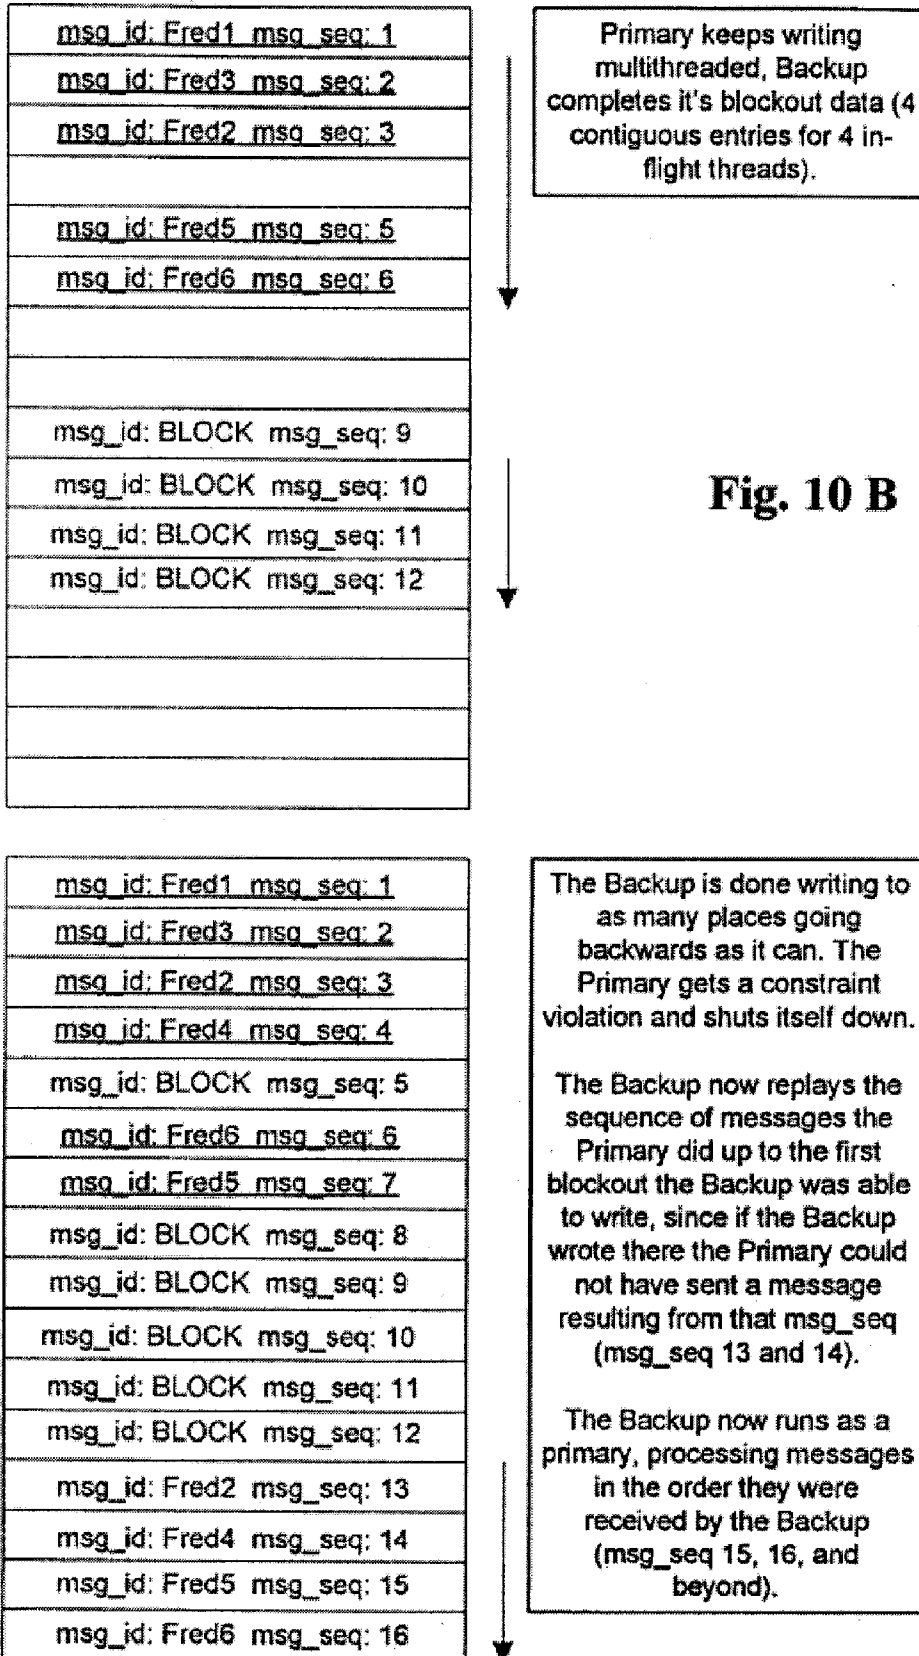 msg_id: Fred1 msg_seq: 1
msg_id: Fred3 msg_seq: 2
msg_id: Fred2 msg_seq: 3
msg_id: Fred5 msg_seq: 5
msg_id: Fred6 msg_seq: 6
msg_id: BLOCK msg_seq: 9
msg_id: BLOCK msg_seq: 10
msg_id: BLOCK msg_seq: 11
msg_id: BLOCK msg_seq: 12
Primary keeps writing
multithreaded, Backup
completes it's blockout data (4
contiguous entries for 4 in-
flight threads).
Fig. 10 B
msg_id: Fred1 msg_seq: 1
msg_id: Fred3 msg_seq: 2
msg_id: Fred2 msg_seq: 3
msg_id: Fred4 msg_seq: 4
msg_id: BLOCK msg_seq: 5
msg_id: Fred6 msg_seq: 6
msg_id: Fred5 msg_seq: 7
msg_id: BLOCK msg_seq: 8
msg_id: BLOCK msg_seq: 9
msg_id: BLOCK msg_seq: 10
msg_id: BLOCK msg_seq: 11
msg_id: BLOCK msg_seq: 12
msg_id: Fred2 msg_seq: 13
msg_id: Fred4 msg_seq: 14
msg_id: Fred5 msg_seq: 15
msg_id: Fred6 msg_seq: 16
The Backup is done writing to
as many places going
backwards as it can. The
Primary gets a constraint
violation and shuts itself down.
The Backup now replays the
sequence of messages the
Primary did up to the first
blockout the Backup was able
to write, since if the Backup
wrote there the Primary could
not have sent a message
resulting from that msg_seq
(msg_seq 13 and 14).
The Backup now runs as a
primary, processing messages
in the order they were
received by the Backup
(msg_seq 15, 16, and
beyond).